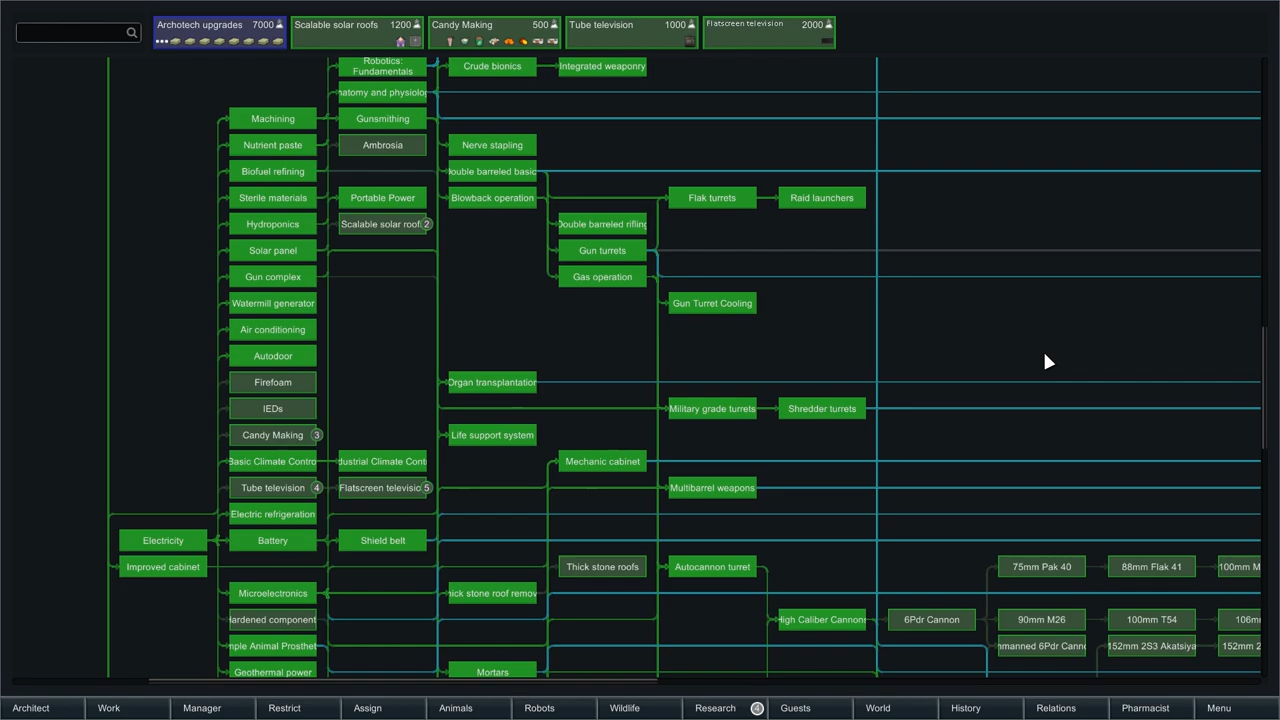 Archotech upgrades 7000
Scalable solar roofs 1200
Candy Making 500
Tube television 1000
Flatscreen television 2000
Robotics:
Fundamentals
Crude bionics
Integrated weaponry
natomy and physiolog
Machining
Gunsmithing
Nutrient paste
Ambrosia
Nerve stapling
Biofuel refining
Double barreled basic
Sterile materials
Portable Power
Blowback operation
Flak turrets
Raid launchers
Hydroponics
Scalable solar roof 2
Double barreled rifling
Solar panel
Gun turrets
Gun complex
Gas operation
Watermill generator
Gun Turret Cooling
Air conditioning
Autodoor
Firefoam
Organ transplantation
IEDs
Military grade turrets
Shredder turrets
Candy Making 3
Life support system
Basic Climate Contro
dustrial Climate Cont
Mechanic cabinet
Tube television 4
Flatscreen televisio 5
Multibarrel weapons
Electric refrigeration
Electricity
Battery
Shield belt
Improved cabinet
Thick stone roofs
Autocannon turret
75mm Pak 40
88mm Flak 41
100mm M
Microelectronics
hick stone roof remov
ardened component
High Caliber Cannons
6Pdr Cannon
90mm M26
100mm T54
106m
mple Animal Prosthet
nmanned 6Pdr Canno
152mm 2S3 Akatsiya
152mm 2
Geothermal power
Mortars
Architect
Work
Manager
Restrict
Assign
Animals
Robots
Wildlife
Research 4
Guests
World
History
Relations
Pharmacist
Menu